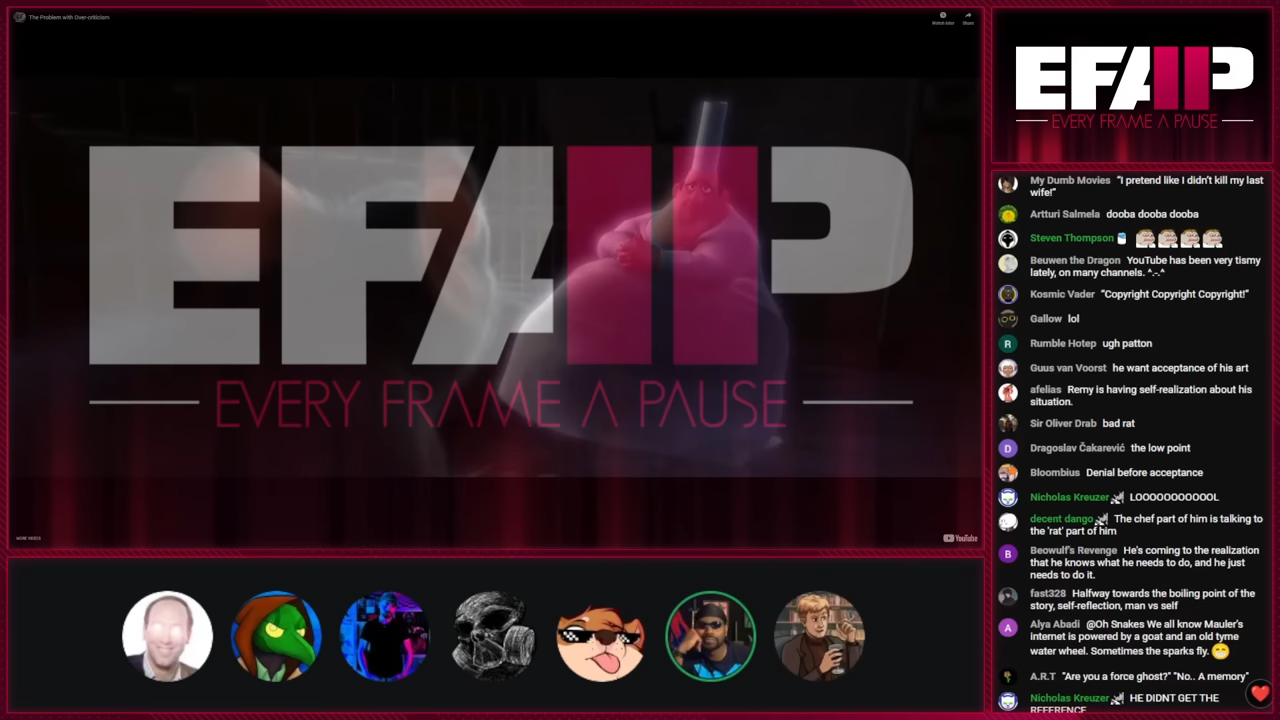 The Problem with Over-criticism
Watch later
Share
EFAP
EVERY FRAME A PAUSE
MORE VIDEOS
YouTube
EFAP
EVERY FRAME A PAUSE
My Dumb Movies “I pretend like I didn’t kill my last
wife!”
Artturi Salmela dooba dooba dooba
Steven Thompson
Beuwen the Dragon YouTube has been very tismy
lately, on many channels. ^-.-^
Kosmic Vader “Copyright Copyright Copyright!”
Gallow lol
R
Rumble Hotep ugh patton
Guus van Voorst he want acceptance of his art
afelias Remy is having self-realization about his
situation.
Sir Oliver Drab bad rat
D
Dragoslav Čakarević the low point
Bloombius Denial before acceptance
Nicholas Kreuzer LOOOOOOOOOOOL
decent dango The chef part of him is talking to
the 'rat' part of him
B
Beowulf's Revenge He's coming to the realization
that he knows what he needs to do, and he just
needs to do it.
fast328 Halfway towards the boiling point of the
story, self-reflection, man vs self
A
Alya Abadi @Oh Snakes We all know Mauler's
internet is powered by a goat and an old tyme
water wheel. Sometimes the sparks fly.
A.R.T "Are you a force ghost?" "No.. A memory"
Nicholas Kreuzer HE DIDNT GET THE
REFERENCE